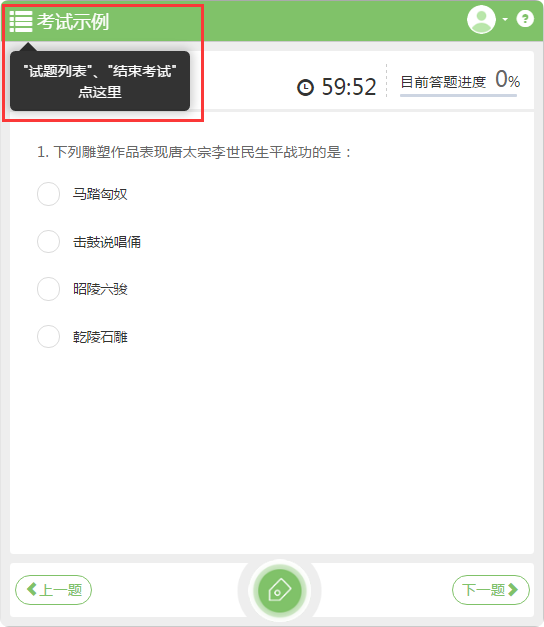 考试示例
"试题列表"、"结束考试"
点这里
59:52
目前答题进度 0%
1. 下列雕塑作品表现唐太宗李世民生平战功的是：
马踏匈奴
击鼓说唱俑
昭陵六骏
乾陵石雕
上一题
下一题